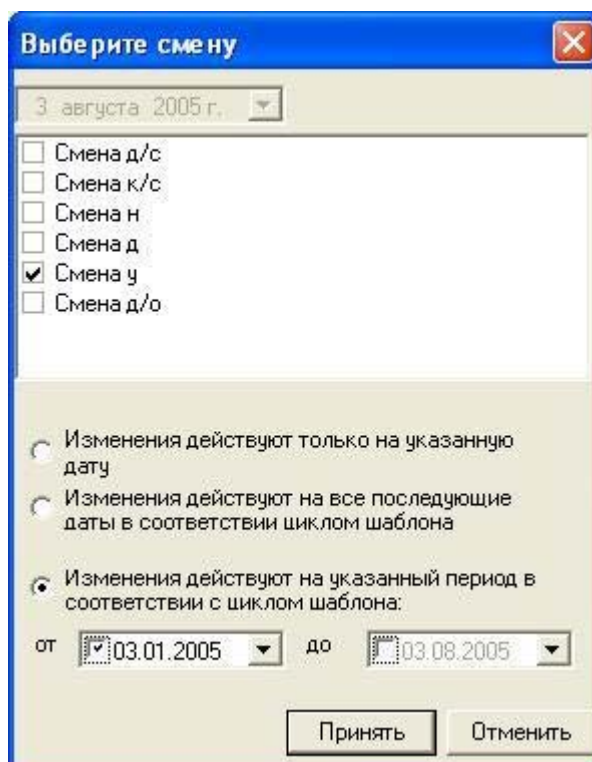 Выберите смену
3 августа 2005 г.
Смена д/с
Смена к/с
Смена н
Смена д
Смена у
Смена д/о
Изменения действуют только на указанную
дату
Изменения действуют на все последующие
даты в соответствии циклом шаблона
Изменения действуют на указанный период в
соответствии с циклом шаблона:
от 03.01.2005 до 03.08.2005
Принять Отменить